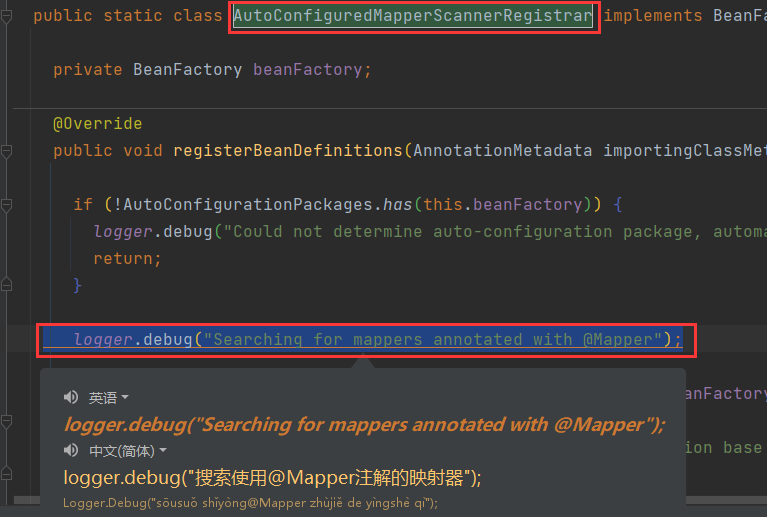 public static class AutoConfiguredMapperScannerRegistrar implements BeanFa
private BeanFactory beanFactory;
@Override
public void registerBeanDefinitions(AnnotationMetadata importingClassMet
if (!AutoConfigurationPackages.has(this.beanFactory)) {
logger.debug("Could not determine auto-configuration package, automa
return;
}
logger.debug("Searching for mappers annotated with @Mapper");
英语
anFactory
logger.debug("Searching for mappers annotated with @Mapper");
中文(简体)
ion base
logger.debug("搜索使用@Mapper注解的映射器");
Logger.Debug("sōusuǒ shǐyòng@Mapper zhùjiě de yìngshè qì");